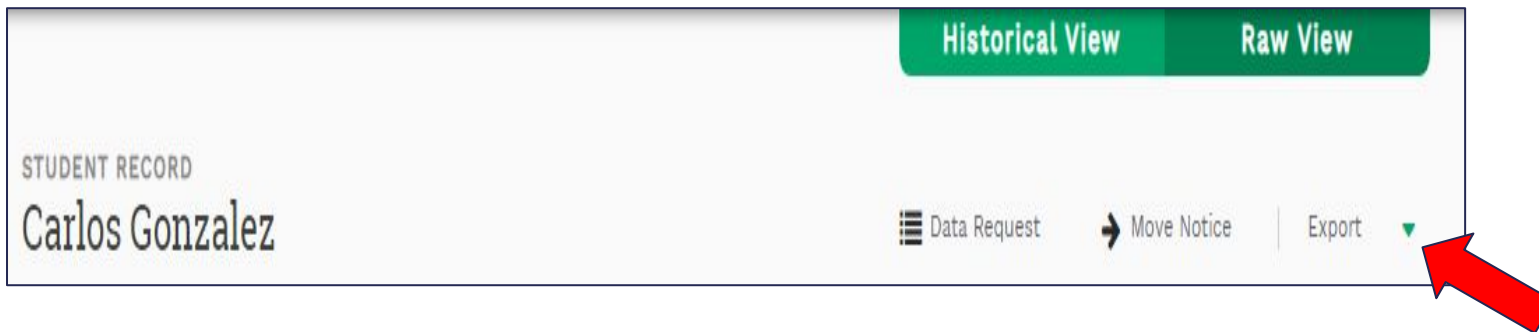 Historical View Raw View
STUDENT RECORD
Carlos Gonzalez
Data Request Move Notice Export